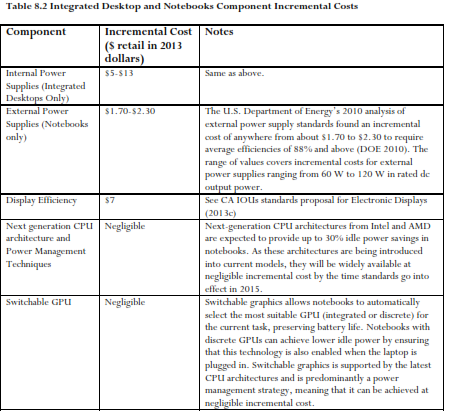 Table 8.2 Integrated Desktop and Notebooks Component Incremental Costs
Component
Incremental Cost
($ retail in 2013
dollars)
Notes
Internal Power
Supplies (Integrated
Desktops Only)
$5-$13
Same as above.
External Power
Supplies (Notebooks
only)
$1.70-$2.30
The U.S. Department of Energy's 2010 analysis of
external power supply standards found an incremental
cost of anywhere from about $1.70 to $2.30 to require
average efficiencies of 88% and above (DOE 2010). The
range of values covers incremental costs for external
power supplies ranging from 60 W to 120 W in rated dc
output power.
Display Efficiency
$7
See CA IOUs standards proposal for Electronic Displays
(2013c)
Next generation CPU
architecture and
Power Management
Techniques
Negligible
Next-generation CPU architectures from Intel and AMD
are expected to provide up to 30% idle power savings in
notebooks. As these architectures are being introduced
into current models, they will be widely available at
negligible incremental cost by the time standards go into
effect in 2015.
Switchable GPU
Negligible
Switchable graphics allows notebooks to automatically
select the most suitable GPU (integrated or discrete) for
the current task, preserving battery life. Notebooks with
discrete GPUs can achieve lower idle power by ensuring
that this technology is also enabled when the laptop is
plugged in. Switchable graphics is supported by the latest
CPU architectures and is predominantly a power
management strategy, meaning that it can be achieved at
negligible incremental cost.